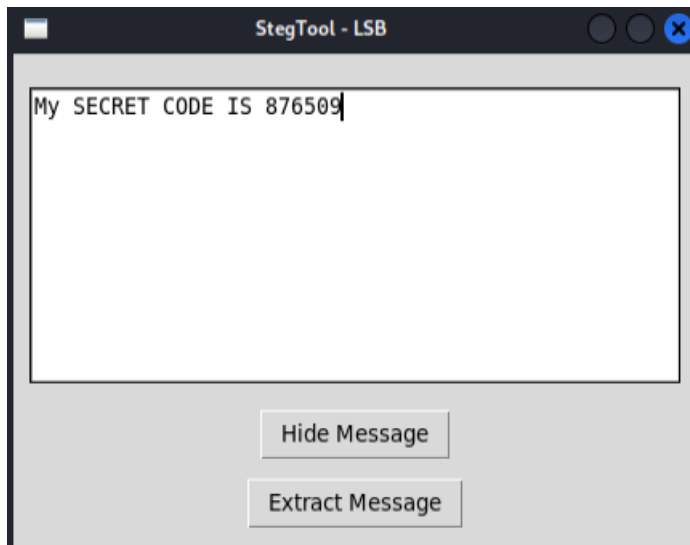 StegTool - LSB
My SECRET CODE IS 876509
Hide Message
Extract Message